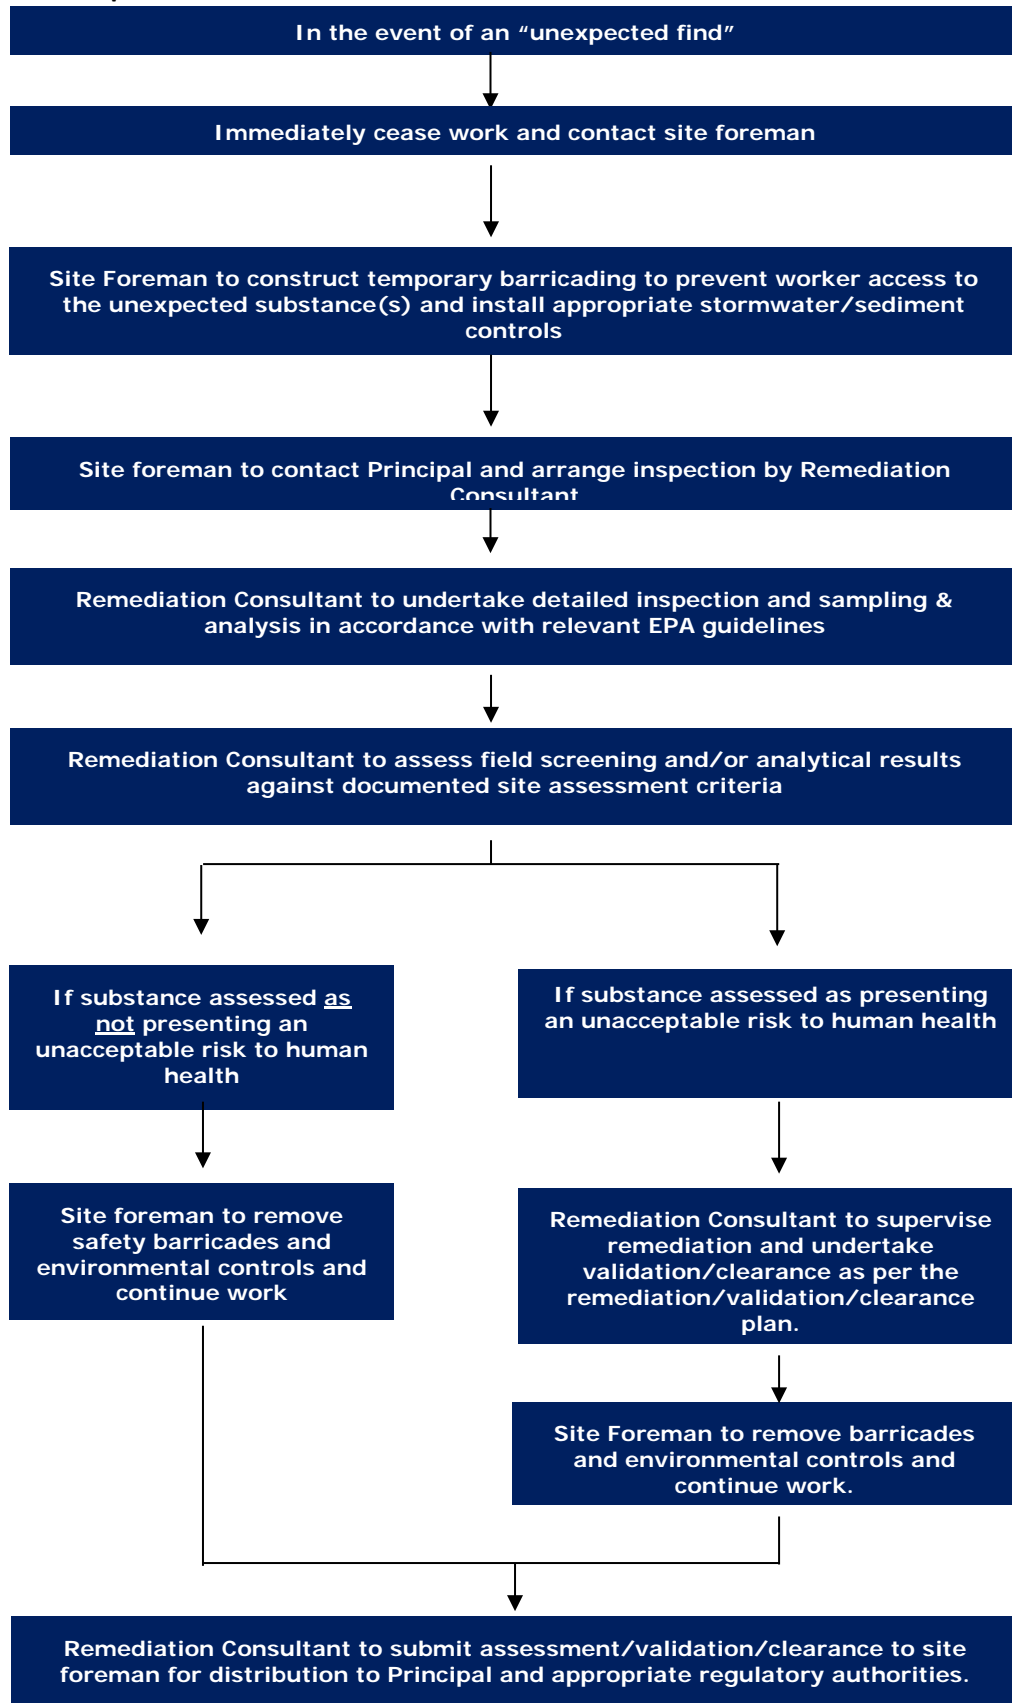 In the event of an “unexpected find”
Immediately cease work and contact site foreman
Site Foreman to construct temporary barricading to prevent worker access to
the unexpected substance(s) and install appropriate stormwater/sediment
controls
Site foreman to contact Principal and arrange inspection by Remediation
Consultant
Remediation Consultant to undertake detailed inspection and sampling &
analysis in accordance with relevant EPA guidelines
Remediation Consultant to assess field screening and/or analytical results
against documented site assessment criteria
If substance assessed as
not presenting an
unacceptable risk to human
health
If substance assessed as presenting
an unacceptable risk to human health
Site foreman to remove
safety barricades and
environmental controls and
continue work
Remediation Consultant to supervise
remediation and undertake
validation/clearance as per the
remediation/validation/clearance
plan.
Site Foreman to remove barricades
and environmental controls and
continue work.
Remediation Consultant to submit assessment/validation/clearance to site
foreman for distribution to Principal and appropriate regulatory authorities.